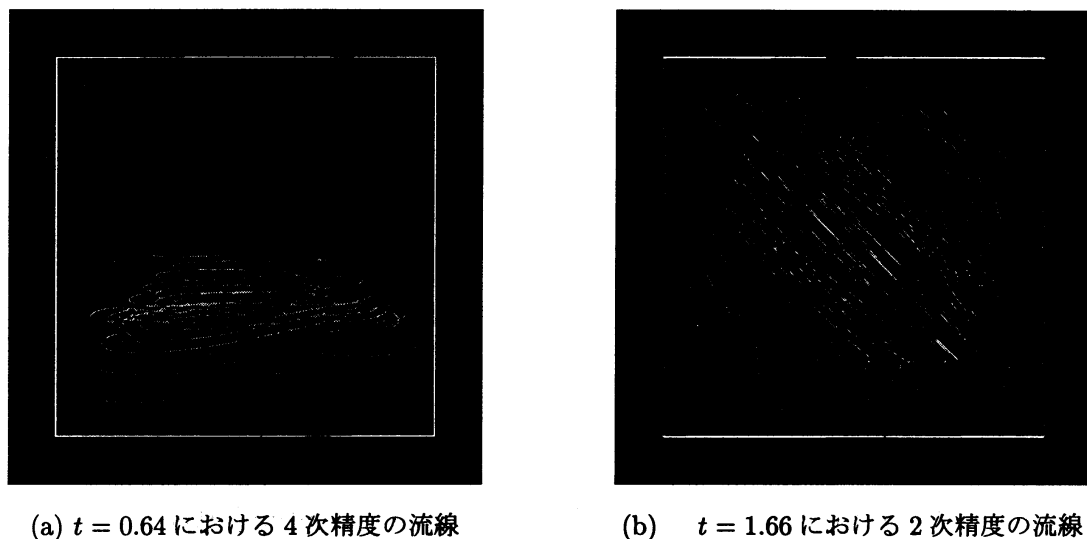 (a) t = 0.64 における 4 次精度の流線
(b) t = 1.66 における 2 次精度の流線